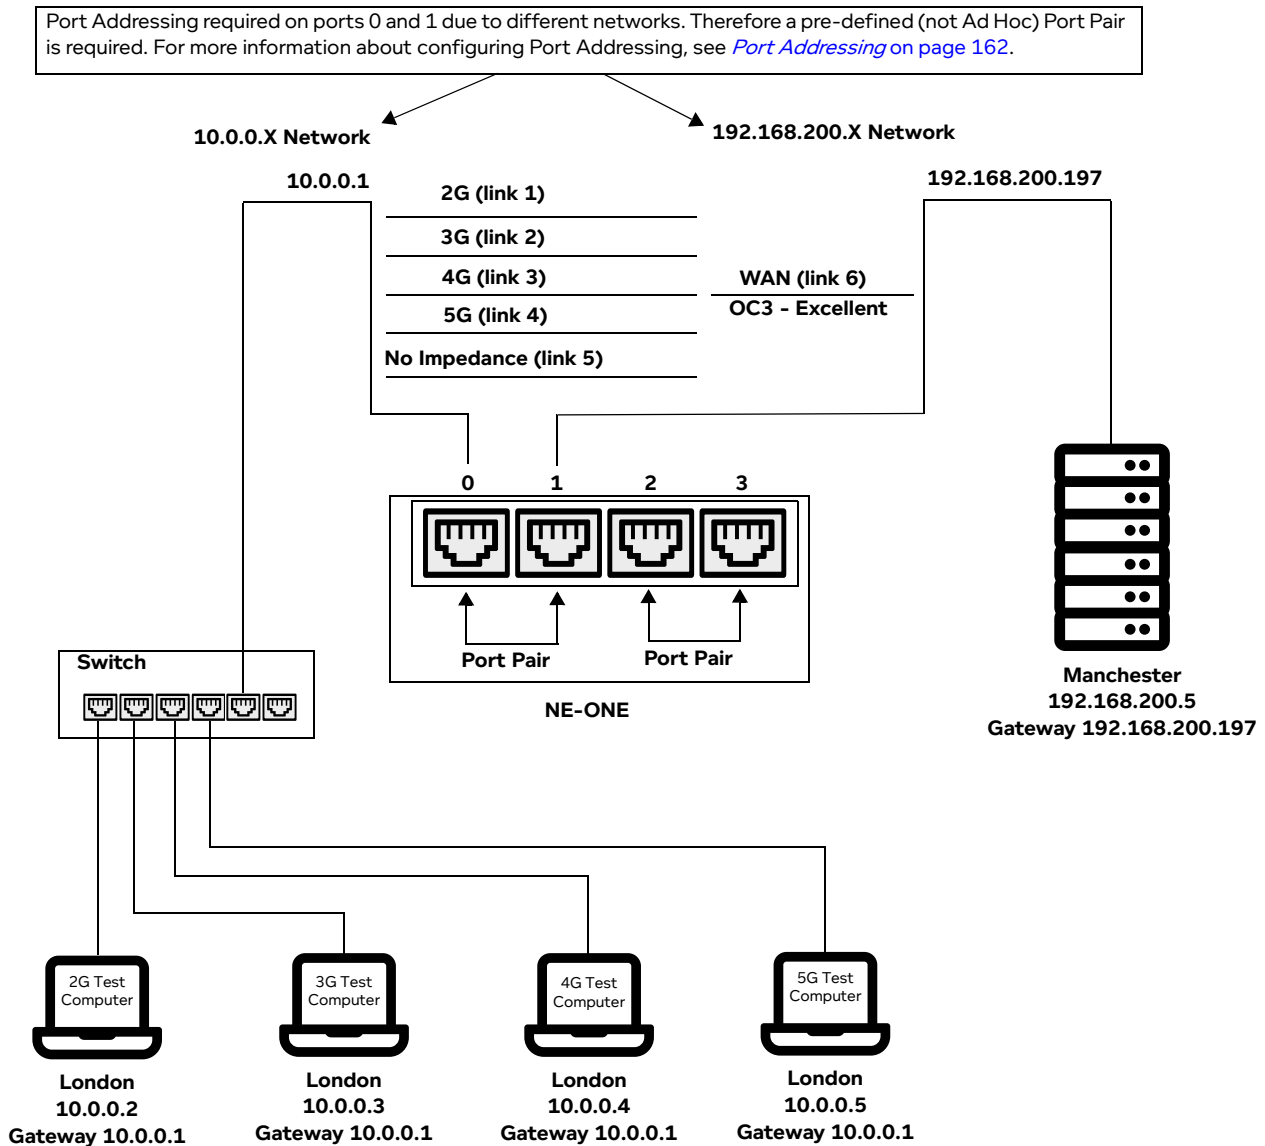 Port Addressing required on ports 0 and 1 due to different networks. Therefore a pre-defined (not Ad Hoc) Port Pair
is required. For more information about configuring Port Addressing, see Port Addressing on page 162.
10.0.0.X Network
192.168.200.X Network
10.0.0.1
192.168.200.197
2G (link 1)
3G (link 2)
4G (link 3)
5G (link 4)
No Impedance (link 5)
WAN (link 6)
OC3 - Excellent
0 1 2 3
Port Pair
Port Pair
NE-ONE
Switch
Manchester
192.168.200.5
Gateway 192.168.200.197
2G Test
Computer
London
10.0.0.2
Gateway 10.0.0.1
3G Test
Computer
London
10.0.0.3
Gateway 10.0.0.1
4G Test
Computer
London
10.0.0.4
Gateway 10.0.0.1
5G Test
Computer
London
10.0.0.5
Gateway 10.0.0.1